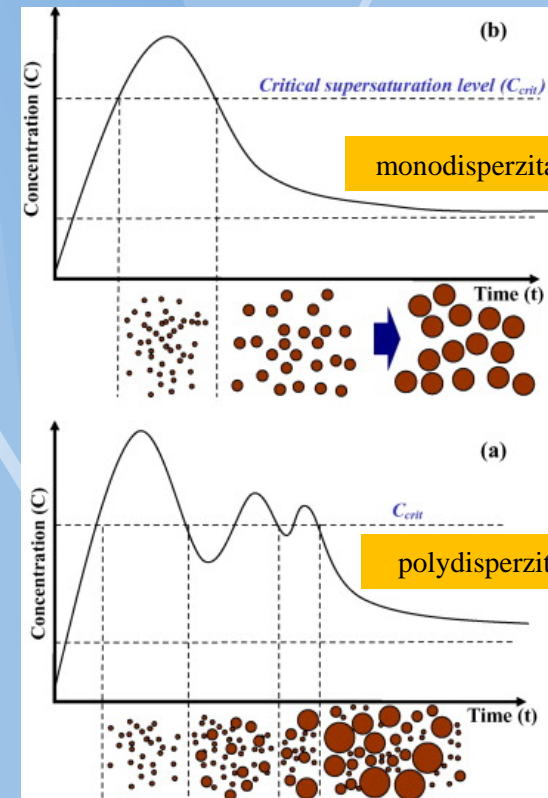 (b)
Critical supersaturation level (Ccrit)
Concentration (C)
monodisperzita
Time (t)
(a)
Ccrit
Concentration (C)
polydisperzit
Time (t)